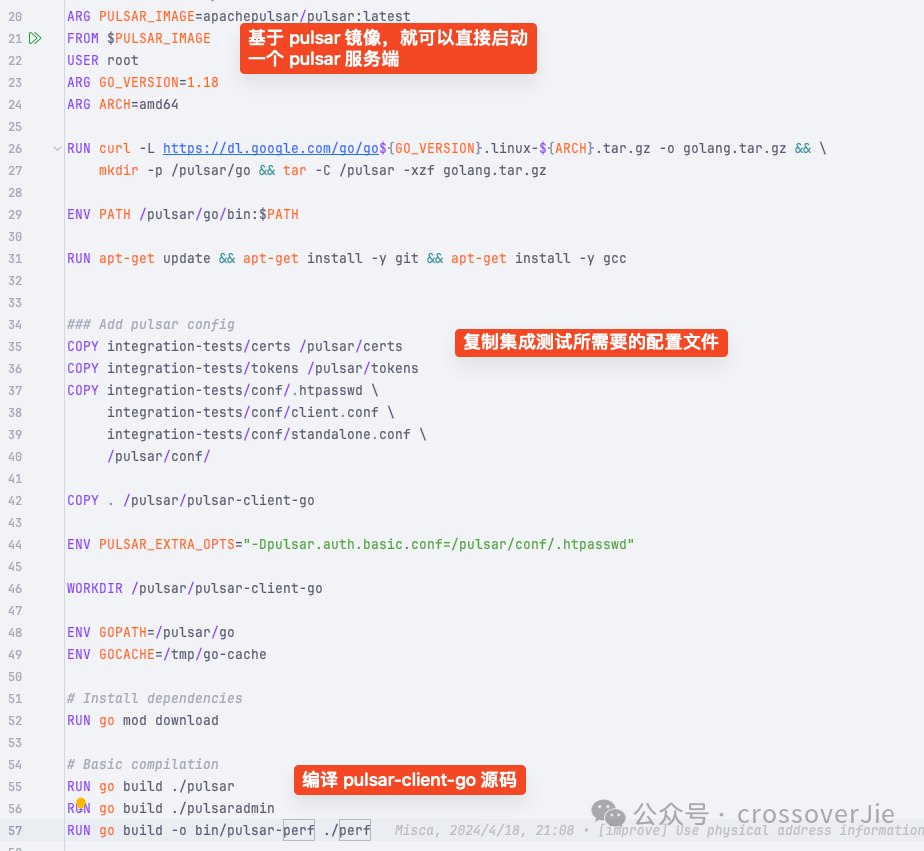 20 ARG PULSAR_IMAGE=apachepulsar/pulsar:latest
21 FROM $PULSAR_IMAGE
基于 pulsar 镜像，就可以直接启动
一个 pulsar 服务端
22 USER root
23 ARG GO_VERSION=1.18
24 ARG ARCH=amd64
25
26 RUN curl -L https://dl.google.com/go/go${GO_VERSION}.linux-${ARCH}.tar.gz -o golang.tar.gz && \
27 mkdir -p /pulsar/go && tar -C /pulsar -xzf golang.tar.gz
28
29 ENV PATH /pulsar/go/bin:$PATH
30
31 RUN apt-get update && apt-get install -y git && apt-get install -y gcc
32
33
34 ### Add pulsar config
复制集成测试所需要的配置文件
35 COPY integration-tests/certs /pulsar/certs
36 COPY integration-tests/tokens /pulsar/tokens
37 COPY integration-tests/conf/.htpasswd \
38 integration-tests/conf/client.conf \
39 integration-tests/conf/standalone.conf \
40 /pulsar/conf/
41
42 COPY . /pulsar/pulsar-client-go
43
44 ENV PULSAR_EXTRA_OPTS="-Dpulsar.auth.basic.conf=/pulsar/conf/.htpasswd"
45
46 WORKDIR /pulsar/pulsar-client-go
47
48 ENV GOPATH=/pulsar/go
49 ENV GOCACHE=/tmp/go-cache
50
51 # Install dependencies
52 RUN go mod download
53
54 # Basic compilation
编译 pulsar-client-go 源码
55 RUN go build ./pulsar
56 RUN go build ./pulsaradmin
公众号 · crossoverJie
57 RUN go build -o bin/pulsar-perf ./perf Misca, 2024/4/18, 21:08 • [improve] Use physical address information